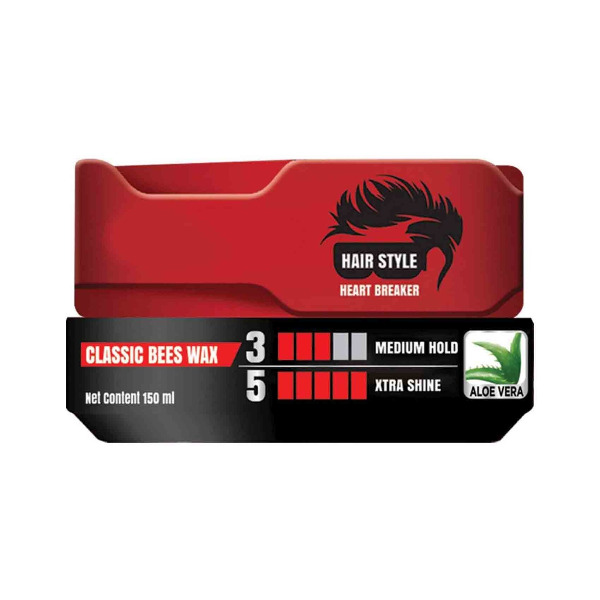 HAIR STYLE
HEART BREAKER
CLASSIC BEES WAX
Net Content 150 ml
3 MEDIUM HOLD
5 XTRA SHINE
ALOE VERA